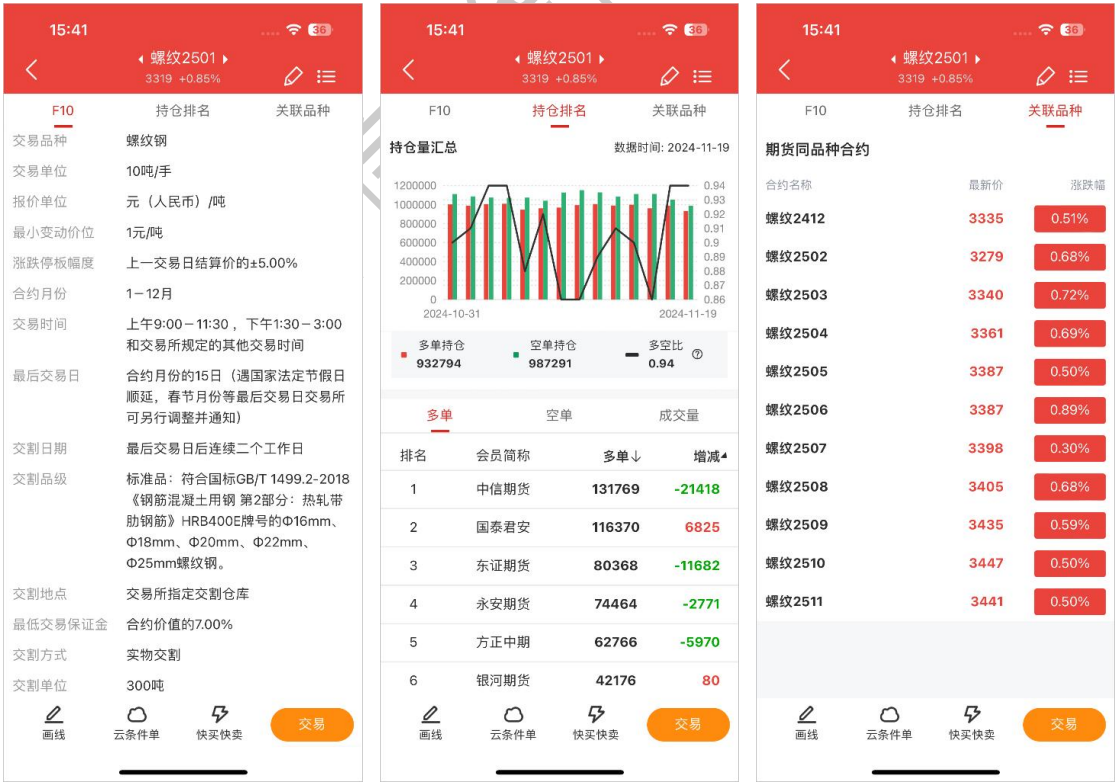 15:41
36
螺纹2501
3319 +0.85%
F10
持仓排名
关联品种
交易品种
螺纹钢
交易单位
10吨/手
报价单位
元（人民币）/吨
最小变动价位
1元/吨
涨跌停板幅度
上一交易日结算价的±5.00%
合约月份
1－12月
交易时间
上午9:00－11:30 ，下午1:30－3:00
和交易所规定的其他交易时间
最后交易日
合约月份的15日（遇国家法定节假日
顺延，春节月份等最后交易日交易所
可另行调整并通知）
交割日期
最后交易日后连续二个工作日
交割品级
标准品：符合国标GB/T 1499.2-2018
《钢筋混凝土用钢 第2部分：热轧带
肋钢筋》HRB400E牌号的Φ16mm、
Φ18mm、Φ20mm、Φ22mm、
Φ25mm螺纹钢。
交割地点
交易所指定交割仓库
最低交易保证金
合约价值的7.00%
交割方式
实物交割
交割单位
300吨
画线
云条件单
快买快卖
交易
15:41
36
螺纹2501
3319 +0.85%
F10
持仓排名
关联品种
持仓量汇总
数据时间: 2024-11-19
1200000
1000000
800000
600000
400000
200000
0
0.94
0.93
0.92
0.91
0.9
0.89
0.88
0.87
0.86
2024-10-31
2024-11-19
多单持仓
932794
空单持仓
987291
多空比
0.94
多单
空单
成交量
排名 会员简称 多单↓ 增减
1 中信期货 131769 -21418
2 国泰君安 116370 6825
3 东证期货 80368 -11682
4 永安期货 74464 -2771
5 方正中期 62766 -5970
6 银河期货 42176 80
画线
云条件单
快买快卖
交易
15:41
36
螺纹2501
3319 +0.85%
F10
持仓排名
关联品种
期货同品种合约
合约名称 最新价 涨跌幅
螺纹2412 3335 0.51%
螺纹2502 3279 0.68%
螺纹2503 3340 0.72%
螺纹2504 3361 0.69%
螺纹2505 3387 0.50%
螺纹2506 3387 0.89%
螺纹2507 3398 0.30%
螺纹2508 3405 0.68%
螺纹2509 3435 0.59%
螺纹2510 3447 0.50%
螺纹2511 3441 0.50%
画线
云条件单
快买快卖
交易